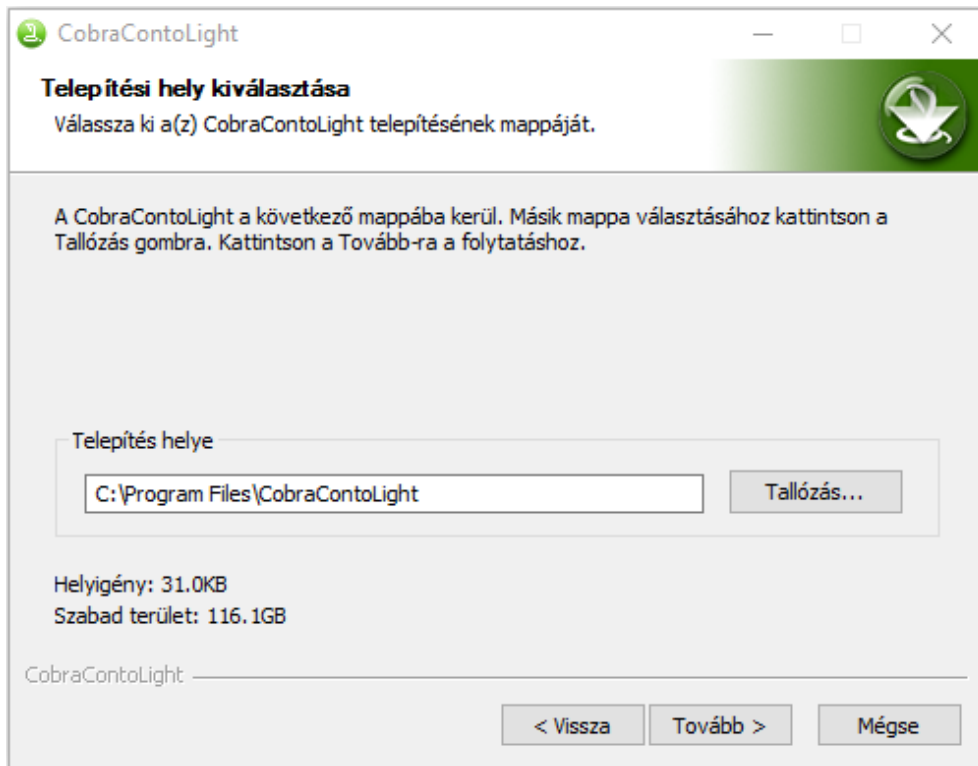 CobraContoLight
Telepítési hely kiválasztása
Válassza ki a(z) CobraContoLight telepítésének mappáját.
A CobraContoLight a következő mappába kerül. Másik mappa választásához kattintson a
Tallózás gombra. Kattintson a Tovább-ra a folytatáshoz.
Telepítés helye
C:\Program Files\CobraContoLight
Tallózás...
Helyigény: 31.0KB
Szabad terület: 116.1GB
CobraContoLight
< Vissza
Tovább >
Mégse